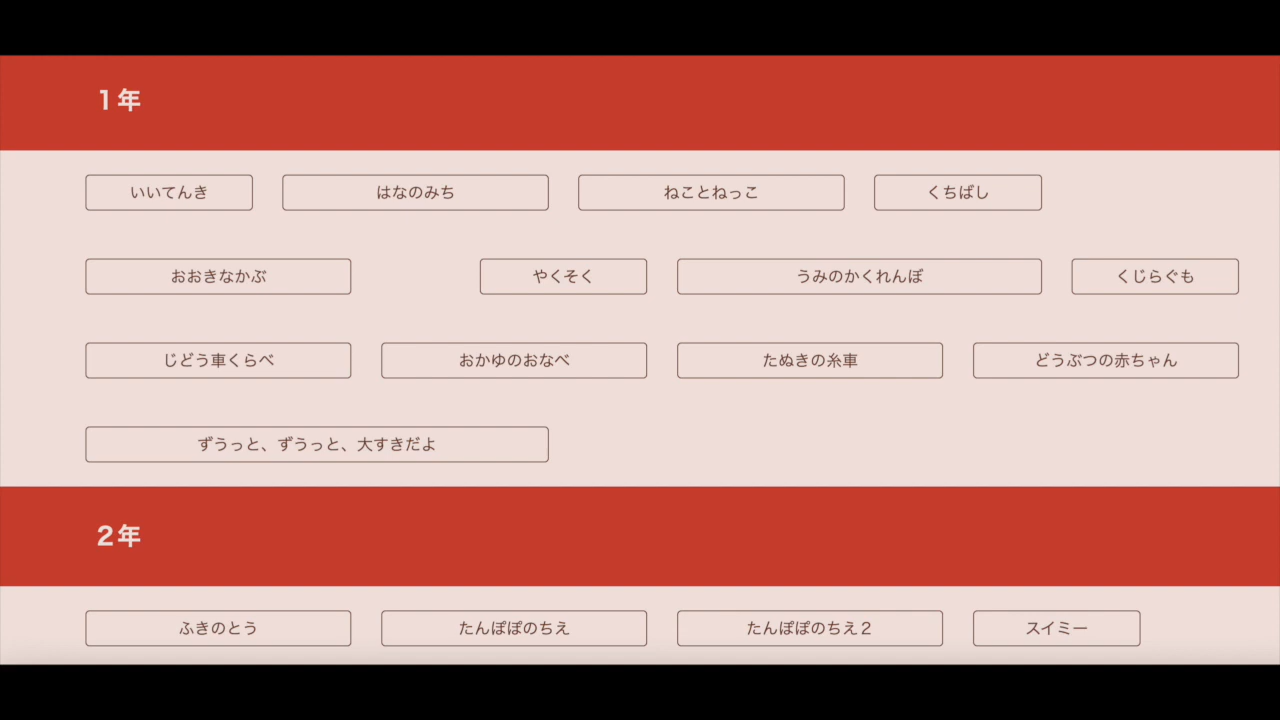 1年
いいてんき
はなのみち
ねことねっこ
くちばし
おおきなかぶ
やくそく
うみのかくれんぼ
くじらぐも
じどう車くらべ
おかゆのおなべ
たぬきの糸車
どうぶつの赤ちゃん
ずうっと、ずうっと、大すきだよ
2年
ふきのとう
たんぽぽのちえ
たんぽぽのちえ２
スイミー